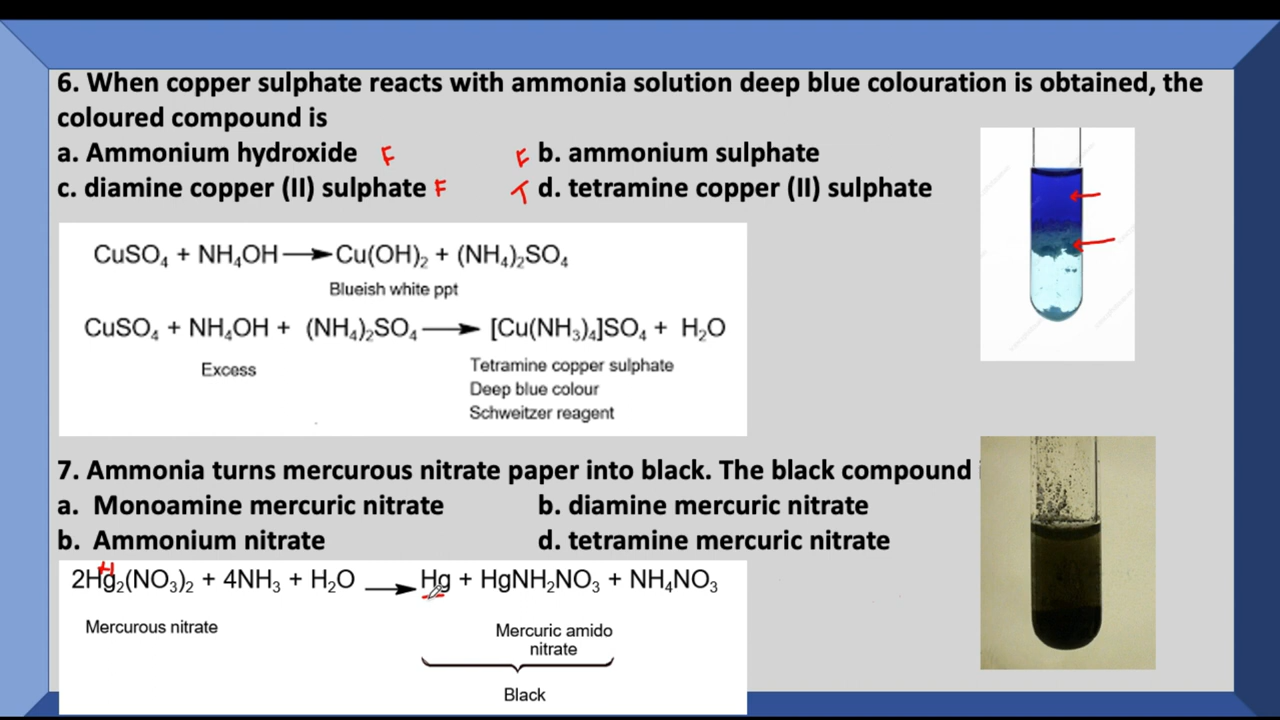 6. When copper sulphate reacts with ammonia solution deep blue colouration is obtained, the
coloured compound is
a. Ammonium hydroxide F
F b. ammonium sulphate
c. diamine copper (II) sulphate F
T d. tetramine copper (II) sulphate
CuSO₄ + NH₄OH ⟶ Cu(OH)₂ + (NH₄)₂SO₄
Blueish white ppt
CuSO₄ + NH₄OH + (NH₄)₂SO₄ ⟶ [Cu(NH₃)₄]SO₄ + H₂O
Excess
Tetramine copper sulphate
Deep blue colour
Schweitzer reagent
7. Ammonia turns mercurous nitrate paper into black. The black compound
a. Monoamine mercuric nitrate
b. diamine mercuric nitrate
b. Ammonium nitrate
d. tetramine mercuric nitrate
2Hg₂(NO₃)₂ + 4NH₃ + H₂O ⟶ Hg + HgNH₂NO₃ + NH₄NO₃
Mercurous nitrate
Mercuric amido
nitrate
Black